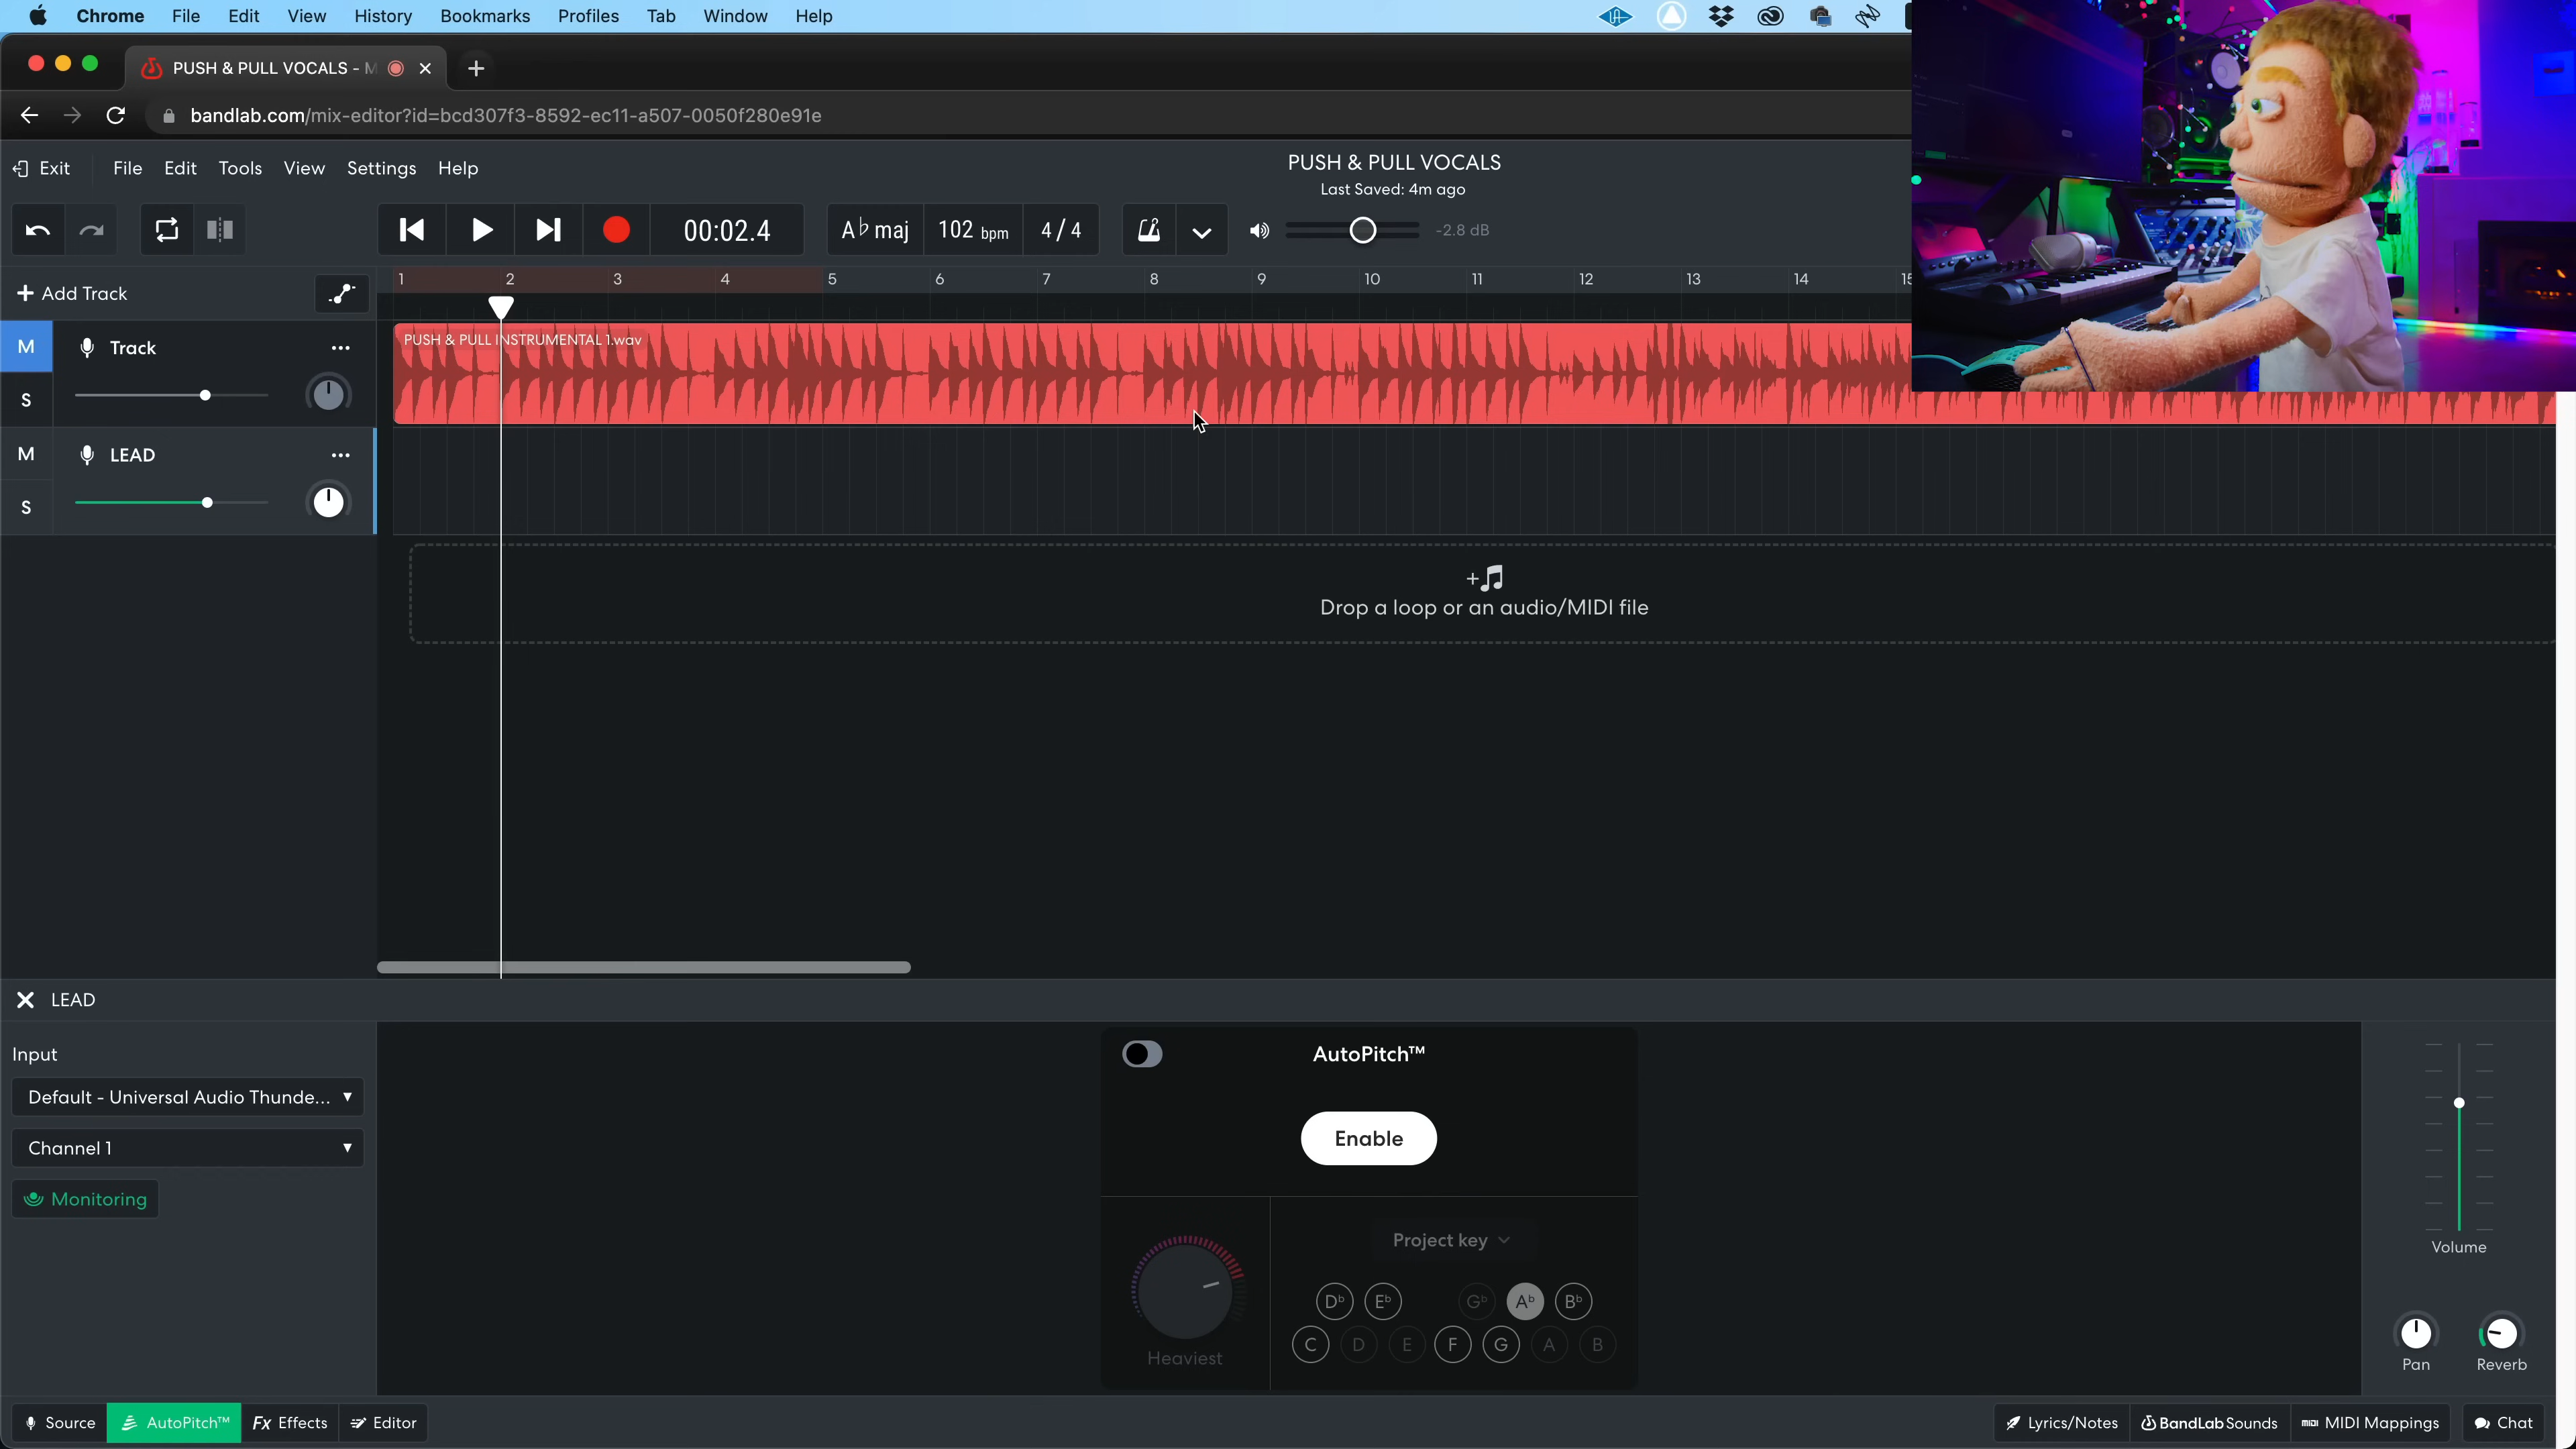 Chrome File Edit View History Bookmarks Profiles Tab Window Help
PUSH & PULL VOCALS - M
bandlab.com/mix-editor?id=bcd307f3-8592-ec11-a507-0050f280e91e
Exit File Edit Tools View Settings Help
PUSH & PULL VOCALS
Last Saved: 4m ago
00:02.4 A♭ maj 102 bpm 4/4 -2.8 dB
Add Track
1 2 3 4 5 6 7 8 9 10 11 12 13 14 15
M Track
PUSH & PULL INSTRUMENTAL 1.wav
S
M LEAD
S
Drop a loop or an audio/MIDI file
LEAD
Input
Default - Universal Audio Thunde...
Channel 1
Monitoring
AutoPitch™
Enable
Project key
D♭ E♭ G♭ A♭ B♭
C D E F G A B
Heaviest
Volume
Pan Reverb
Source AutoPitch™ Fx Effects Editor
Lyrics/Notes BandLab Sounds MIDI MIDI Mappings Chat